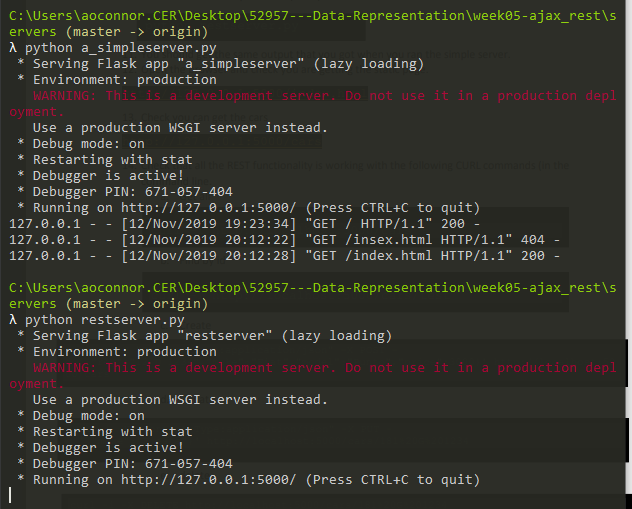 C:\Users\aoconnor.CER\Desktop\52957---Data-Representation\week05-ajax_rest\s
ervers (master -> origin)
λ python a_simpleserver.py
 * Serving Flask app "a_simpleserver" (lazy loading)
 * Environment: production
   WARNING: This is a development server. Do not use it in a production depl
oyment.
   Use a production WSGI server instead.
 * Debug mode: on
 * Restarting with stat
 * Debugger is active!
 * Debugger PIN: 671-057-404
 * Running on http://127.0.0.1:5000/ (Press CTRL+C to quit)
127.0.0.1 - - [12/Nov/2019 19:23:34] "GET / HTTP/1.1" 200 -
127.0.0.1 - - [12/Nov/2019 20:12:22] "GET /insex.html HTTP/1.1" 404 -
127.0.0.1 - - [12/Nov/2019 20:12:28] "GET /index.html HTTP/1.1" 200 -
C:\Users\aoconnor.CER\Desktop\52957---Data-Representation\week05-ajax_rest\s
ervers (master -> origin)
λ python restserver.py
 * Serving Flask app "restserver" (lazy loading)
 * Environment: production
   WARNING: This is a development server. Do not use it in a production depl
oyment.
   Use a production WSGI server instead.
 * Debug mode: on
 * Restarting with stat
 * Debugger is active!
 * Debugger PIN: 671-057-404
 * Running on http://127.0.0.1:5000/ (Press CTRL+C to quit)